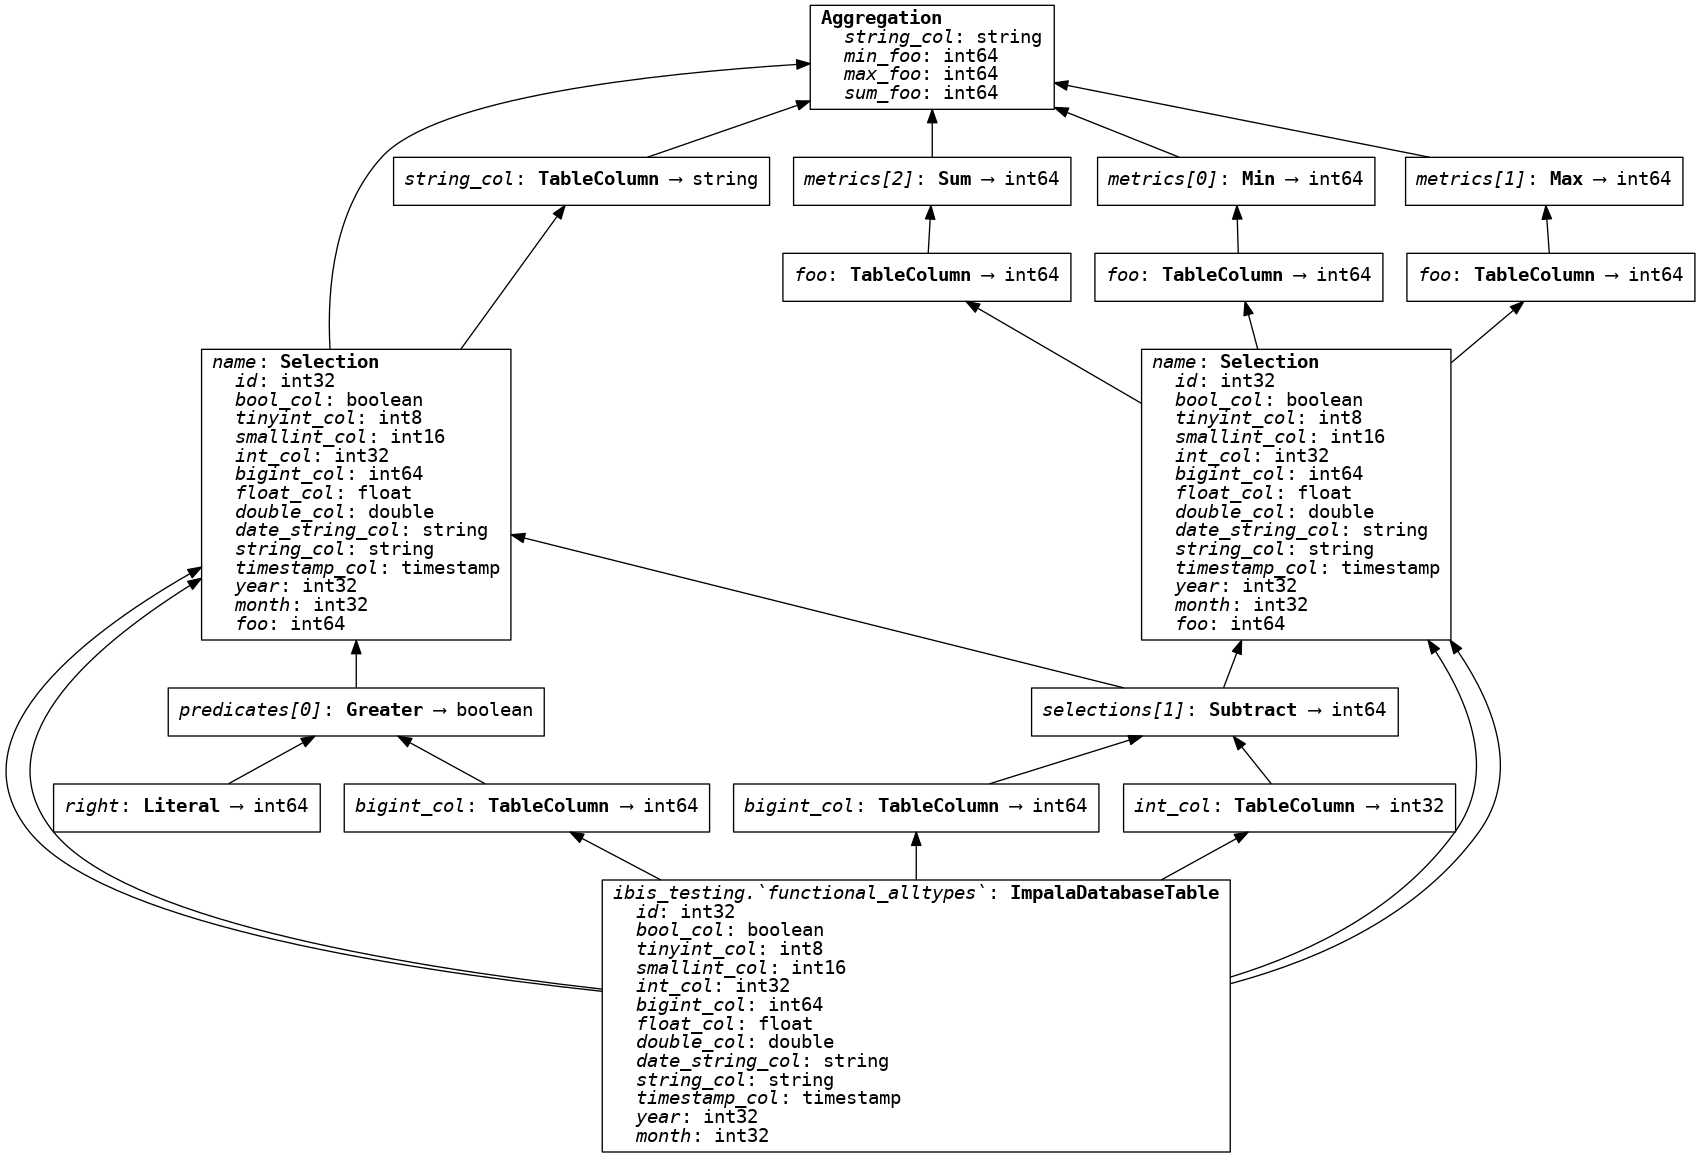 Aggregation
string_col: string
min_foo: int64
max_foo: int64
sum_foo: int64
string_col: TableColumn → string
metrics[2]: Sum → int64
metrics[0]: Min → int64
metrics[1]: Max → int64
foo: TableColumn → int64
foo: TableColumn → int64
foo: TableColumn → int64
name: Selection
id: int32
bool_col: boolean
tinyint_col: int8
smallint_col: int16
int_col: int32
bigint_col: int64
float_col: float
double_col: double
date_string_col: string
string_col: string
timestamp_col: timestamp
year: int32
month: int32
foo: int64
name: Selection
id: int32
bool_col: boolean
tinyint_col: int8
smallint_col: int16
int_col: int32
bigint_col: int64
float_col: float
double_col: double
date_string_col: string
string_col: string
timestamp_col: timestamp
year: int32
month: int32
foo: int64
predicates[0]: Greater → boolean
selections[1]: Subtract → int64
right: Literal → int64
bigint_col: TableColumn → int64
bigint_col: TableColumn → int64
int_col: TableColumn → int32
ibis_testing.`functional_alltypes`: ImpalaDatabaseTable
id: int32
bool_col: boolean
tinyint_col: int8
smallint_col: int16
int_col: int32
bigint_col: int64
float_col: float
double_col: double
date_string_col: string
string_col: string
timestamp_col: timestamp
year: int32
month: int32